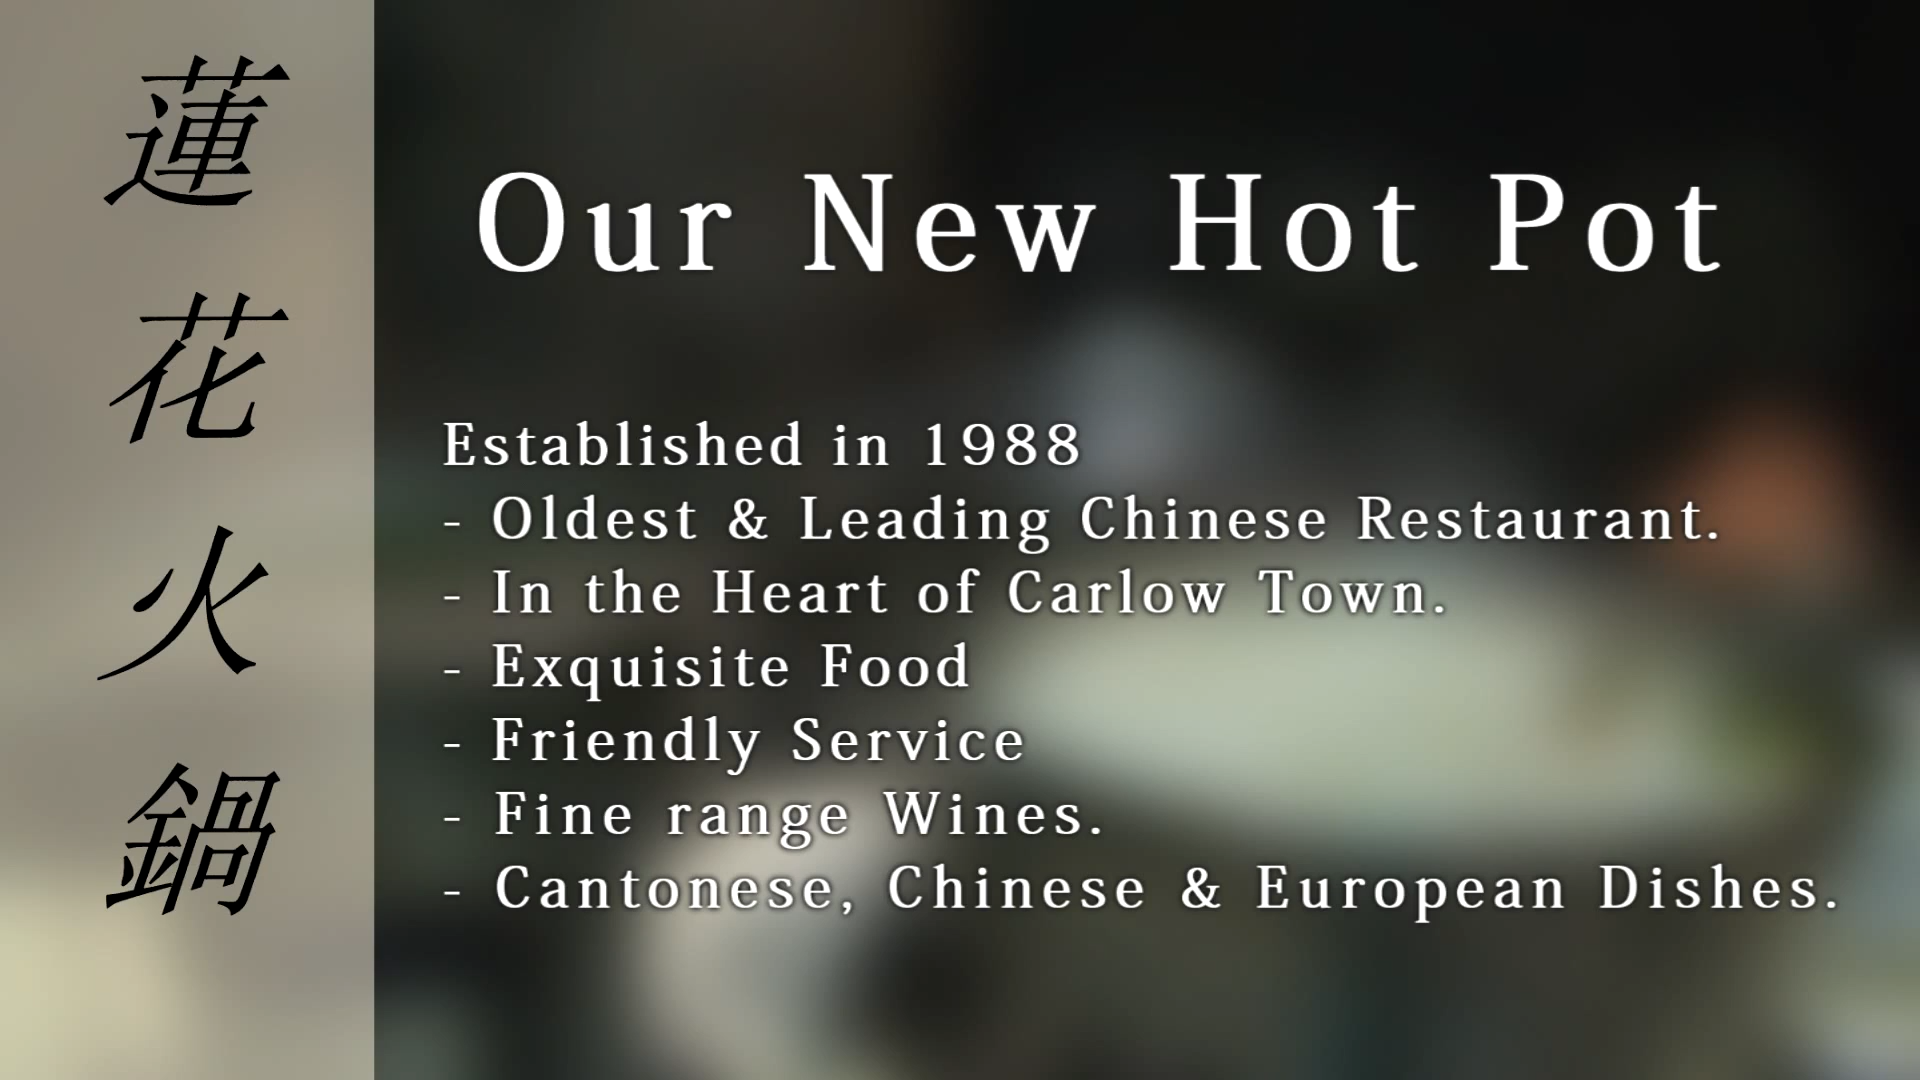 蓮花火鍋
Our New Hot Pot
Established in 1988
- Oldest & Leading Chinese Restaurant.
- In the Heart of Carlow Town.
- Exquisite Food
- Friendly Service
- Fine range Wines.
- Cantonese, Chinese & European Dishes.